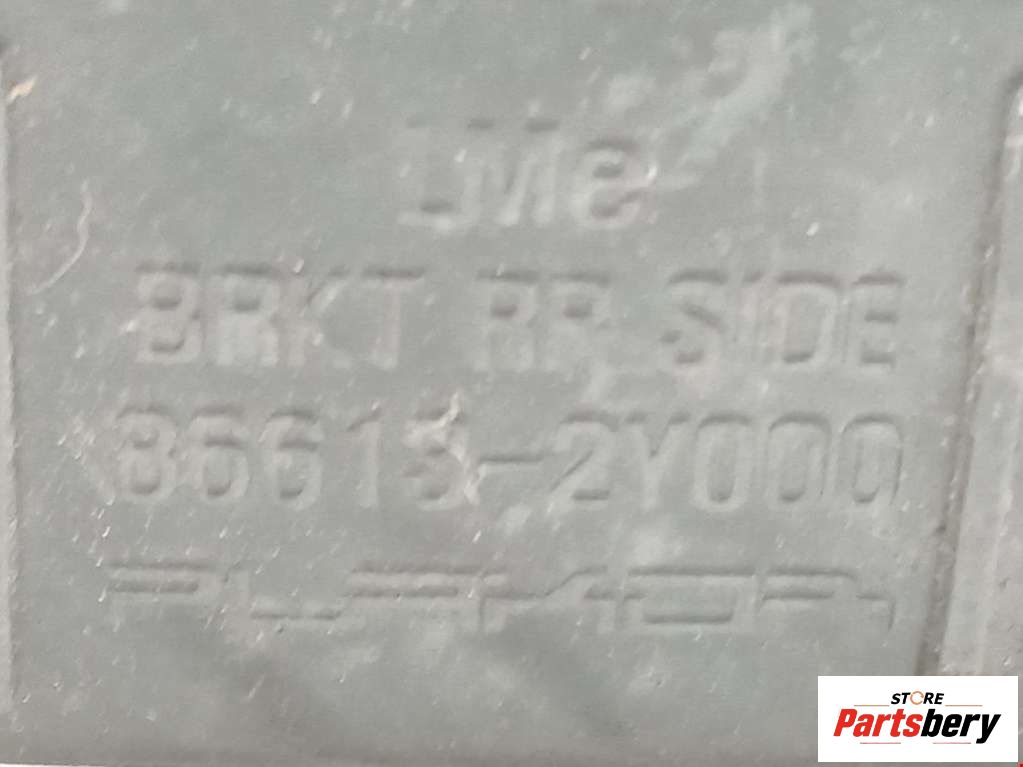 BRKT RR SIDE
86613-2Y000
STORE
Partsbery